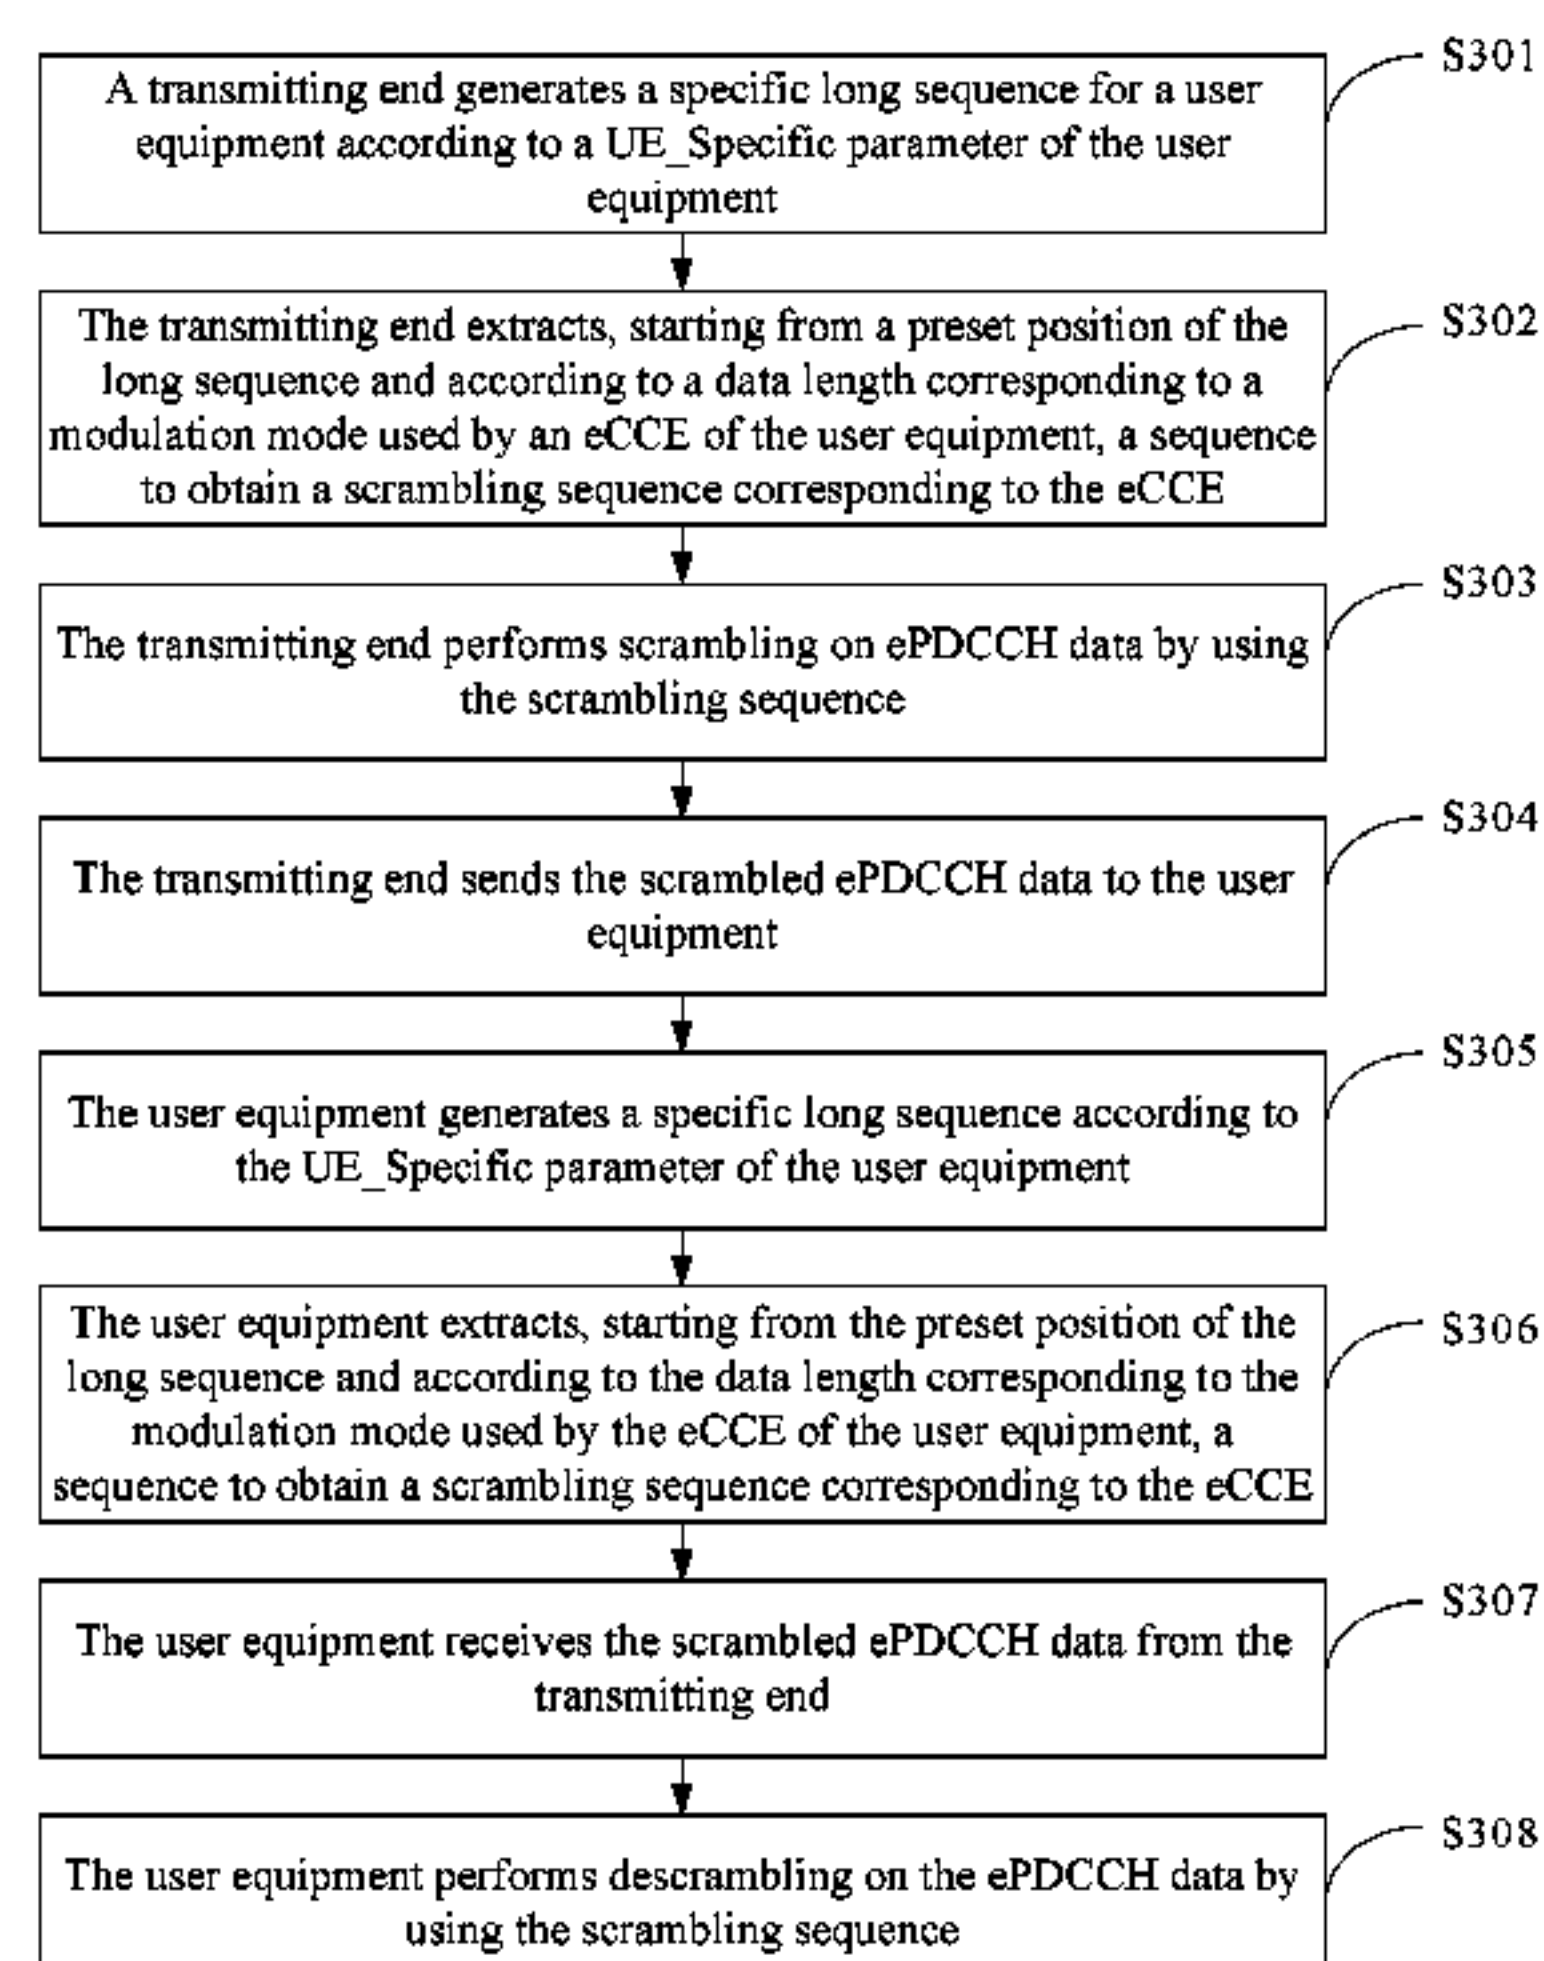 A transmitting end generates a specific long sequence for a user
equipment according to a UE_Specific parameter of the user
equipment
S301
The transmitting end extracts, starting from a preset position of the
long sequence and according to a data length corresponding to a
modulation mode used by an eCCE of the user equipment, a sequence
to obtain a scrambling sequence corresponding to the eCCE
S302
The transmitting end performs scrambling on ePDCCH data by using
the scrambling sequence
S303
The transmitting end sends the scrambled ePDCCH data to the user
equipment
S304
The user equipment generates a specific long sequence according to
the UE_Specific parameter of the user equipment
S305
The user equipment extracts, starting from the preset position of the
long sequence and according to the data length corresponding to the
modulation mode used by the eCCE of the user equipment, a
sequence to obtain a scrambling sequence corresponding to the eCCE
S306
The user equipment receives the scrambled ePDCCH data from the
transmitting end
S307
The user equipment performs descrambling on the ePDCCH data by
using the scrambling sequence
S308